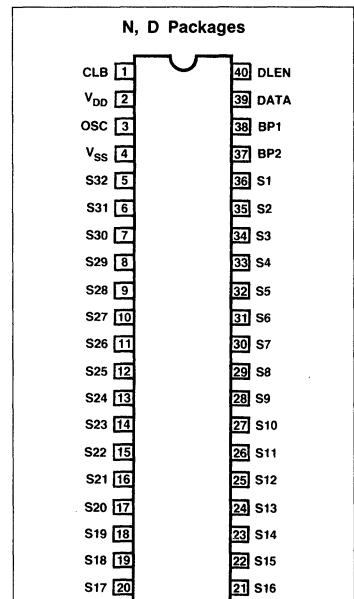 N, D Packages
CLB 1 40 DLEN
VDD 2 39 DATA
OSC 3 38 BP1
VSS 4 37 BP2
S32 5 36 S1
S31 6 35 S2
S30 7 34 S3
S29 8 33 S4
S28 9 32 S5
S27 10 31 S6
S26 11 30 S7
S25 12 29 S8
S24 13 28 S9
S23 14 27 S10
S22 15 26 S11
S21 16 25 S12
S20 17 24 S13
S19 18 23 S14
S18 19 22 S15
S17 20 21 S16